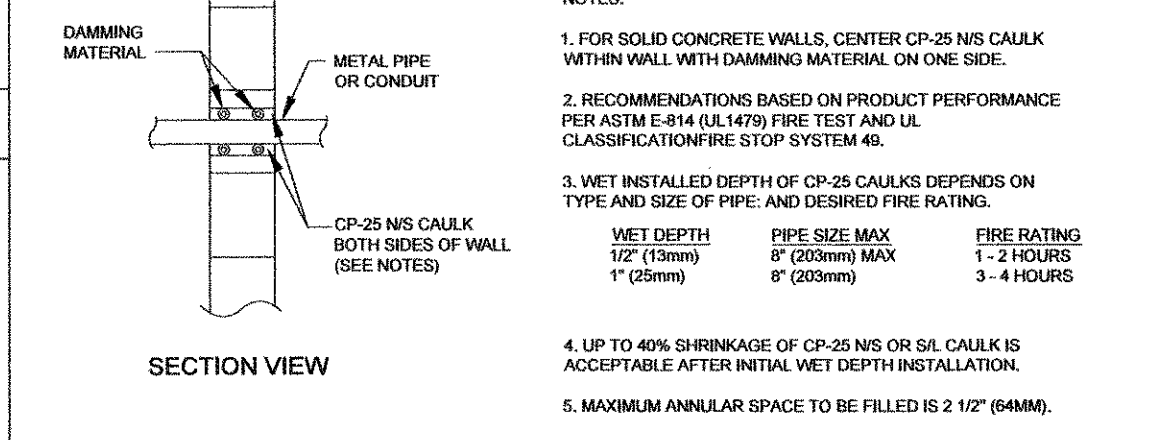 NOTES:
DAMMING
MATERIAL
METAL PIPE
OR CONDUIT
CP-25 N/S CAULK
BOTH SIDES OF WALL
(SEE NOTES)
SECTION VIEW
1. FOR SOLID CONCRETE WALLS, CENTER CP-25 N/S CAULK
WITHIN WALL WITH DAMMING MATERIAL ON ONE SIDE.
2. RECOMMENDATIONS BASED ON PRODUCT PERFORMANCE
PER ASTM E-814 (UL1479) FIRE TEST AND UL
CLASSIFICATIONFIRE STOP SYSTEM 49.
3. WET INSTALLED DEPTH OF CP-25 CAULKS DEPENDS ON
TYPE AND SIZE OF PIPE: AND DESIRED FIRE RATING.
WET DEPTH PIPE SIZE MAX FIRE RATING
1/2" (13mm) 8" (203mm) MAX 1 - 2 HOURS
1" (25mm) 8" (203mm) 3 - 4 HOURS
4. UP TO 40% SHRINKAGE OF CP-25 N/S OR S/L CAULK IS
ACCEPTABLE AFTER INITIAL WET DEPTH INSTALLATION.
5. MAXIMUM ANNULAR SPACE TO BE FILLED IS 2 1/2" (64MM).